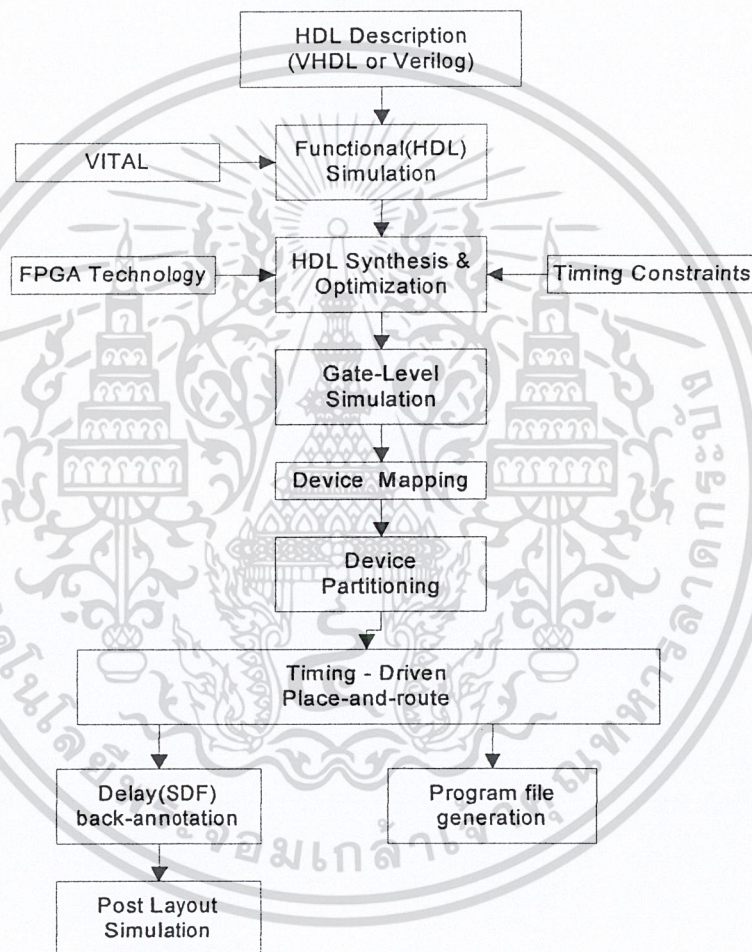 HDL Description
(VHDL or Verilog)
VITAL
Functional(HDL)
Simulation
FPGA Technology
HDL Synthesis &
Optimization
Timing Constraints
Gate-Level
Simulation
Device Mapping
Device
Partitioning
Timing - Driven
Place-and-route
Delay(SDF)
back-annotation
Program file
generation
Post Layout
Simulation